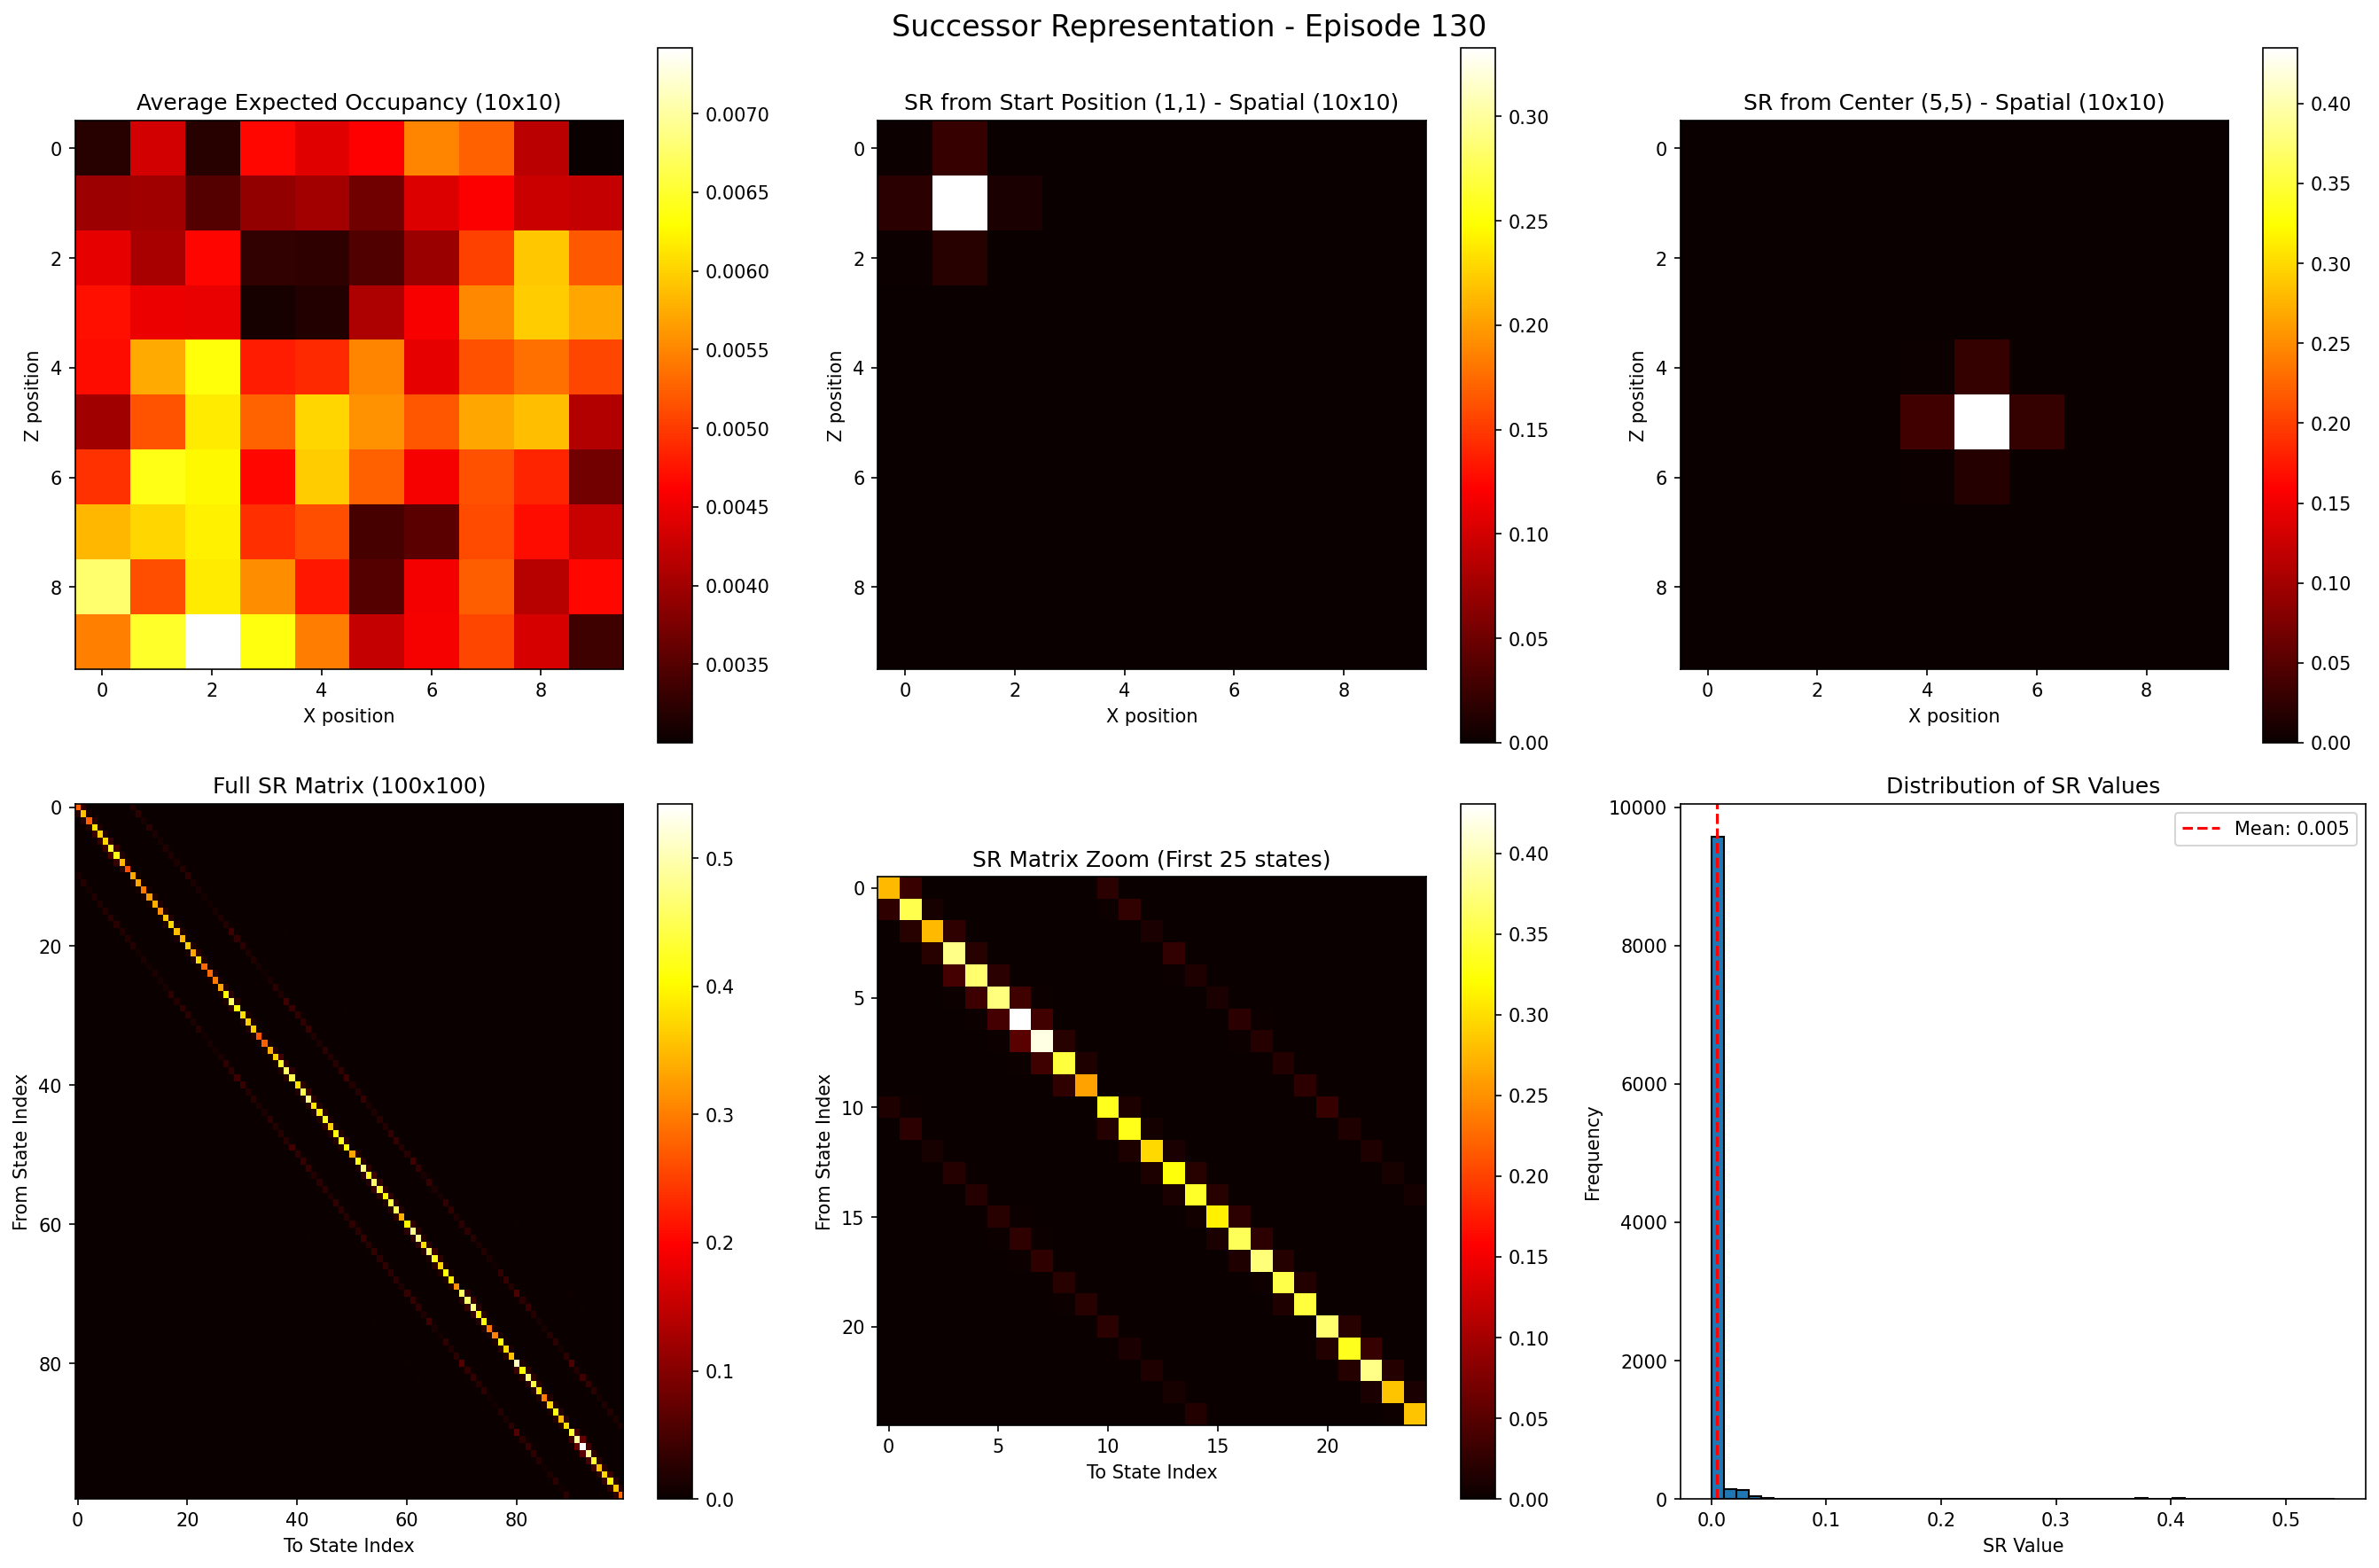 Successor Representation - Episode 130
Average Expected Occupancy (10x10)
Z position
0
2
4
6
8
0 2 4 6 8
X position
0.0070
0.0065
0.0060
0.0055
0.0050
0.0045
0.0040
0.0035
SR from Start Position (1,1) - Spatial (10x10)
Z position
0
2
4
6
8
0 2 4 6 8
X position
0.30
0.25
0.20
0.15
0.10
0.05
0.00
SR from Center (5,5) - Spatial (10x10)
Z position
0
2
4
6
8
0 2 4 6 8
X position
0.40
0.35
0.30
0.25
0.20
0.15
0.10
0.05
0.00
Full SR Matrix (100x100)
From State Index
0
20
40
60
80
0 20 40 60 80
To State Index
0.5
0.4
0.3
0.2
0.1
0.0
SR Matrix Zoom (First 25 states)
From State Index
0
5
10
15
20
0 5 10 15 20
To State Index
0.40
0.35
0.30
0.25
0.20
0.15
0.10
0.05
0.00
Distribution of SR Values
Mean: 0.005
Frequency
10000
8000
6000
4000
2000
0
0.0 0.1 0.2 0.3 0.4 0.5
SR Value